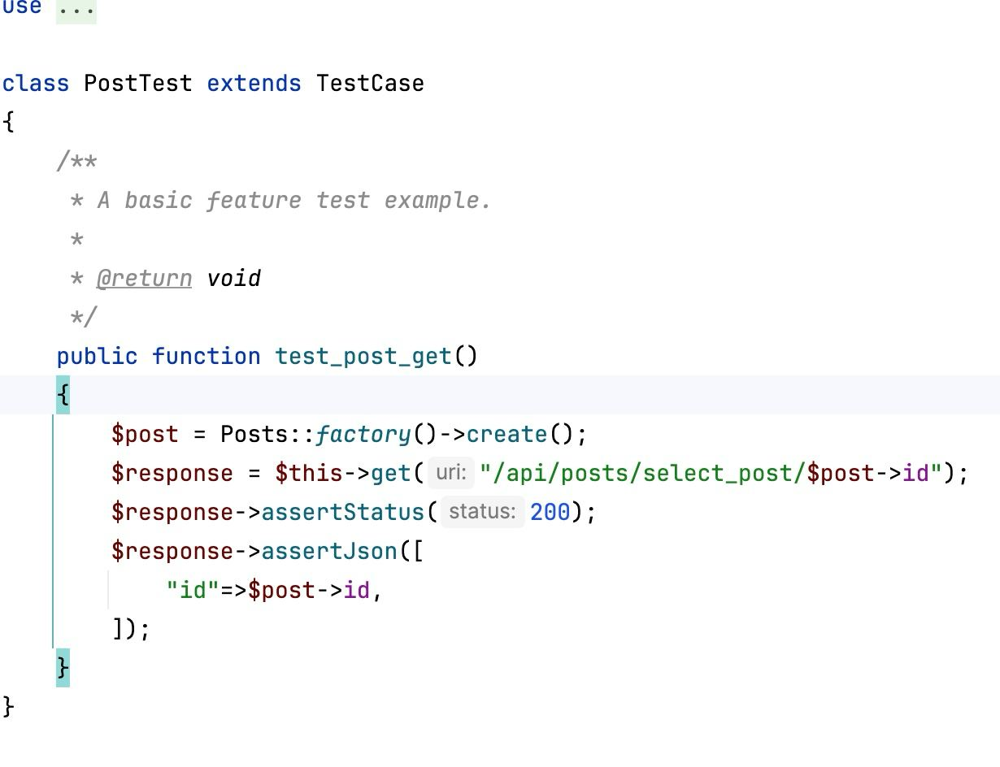 use ...
class PostTest extends TestCase
{
/**
* A basic feature test example.
*
* @return void
*/
public function test_post_get()
{
$post = Posts::factory()->create();
$response = $this->get( uri: "/api/posts/select_post/$post->id");
$response->assertStatus( status: 200);
$response->assertJson([
"id"=>$post->id,
]);
}
}